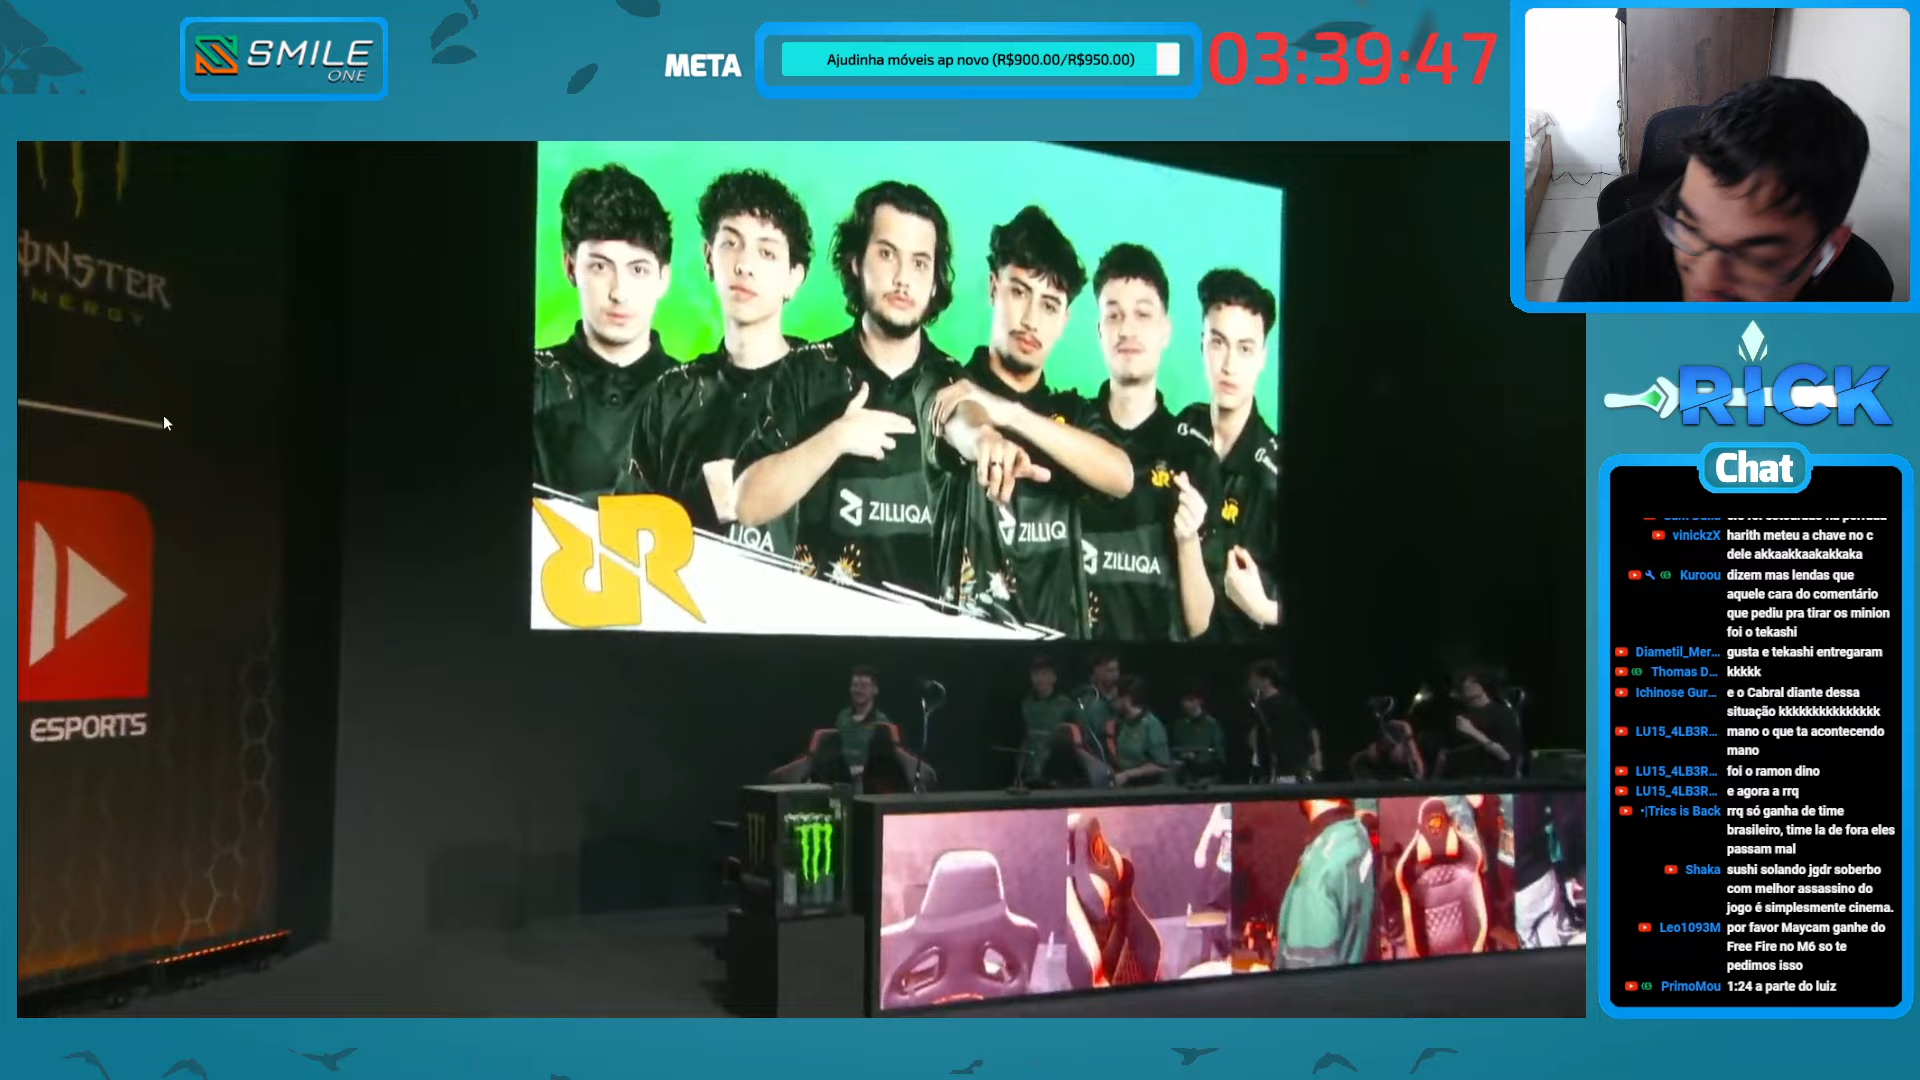 SMILE
ONE
META
Ajudinha móveis ap novo (R$900.00/R$950.00)
03:39:47
MONSTER
ENERGY
ESPORTS
LIQA
ZILLIQA
ZILLIQ
ZILLIQA
RICK
Chat
vinickzX harith meteu a chave no c
dele akkaakkaakakkaka
Kuroou dizem mas lendas que
aquele cara do comentário
que pediu pra tirar os minion
foi o tekashi
Diametil_Mer... gusta e tekashi entregaram
Thomas D... kkkkk
Ichinose Gur... e o Cabral diante dessa
situação kkkkkkkkkkkkkkk
LU15_4LB3R... mano o que ta acontecendo
mano
LU15_4LB3R... foi o ramon dino
LU15_4LB3R... e agora a rrq
•|Trics is Back rrq só ganha de time
brasileiro, time la de fora eles
passam mal
Shaka sushi solando jgdr soberbo
com melhor assassino do
jogo é simplesmente cinema.
Leo1093M por favor Maycam ganhe do
Free Fire no M6 so te
pedimos isso
PrimoMou 1:24 a parte do luiz